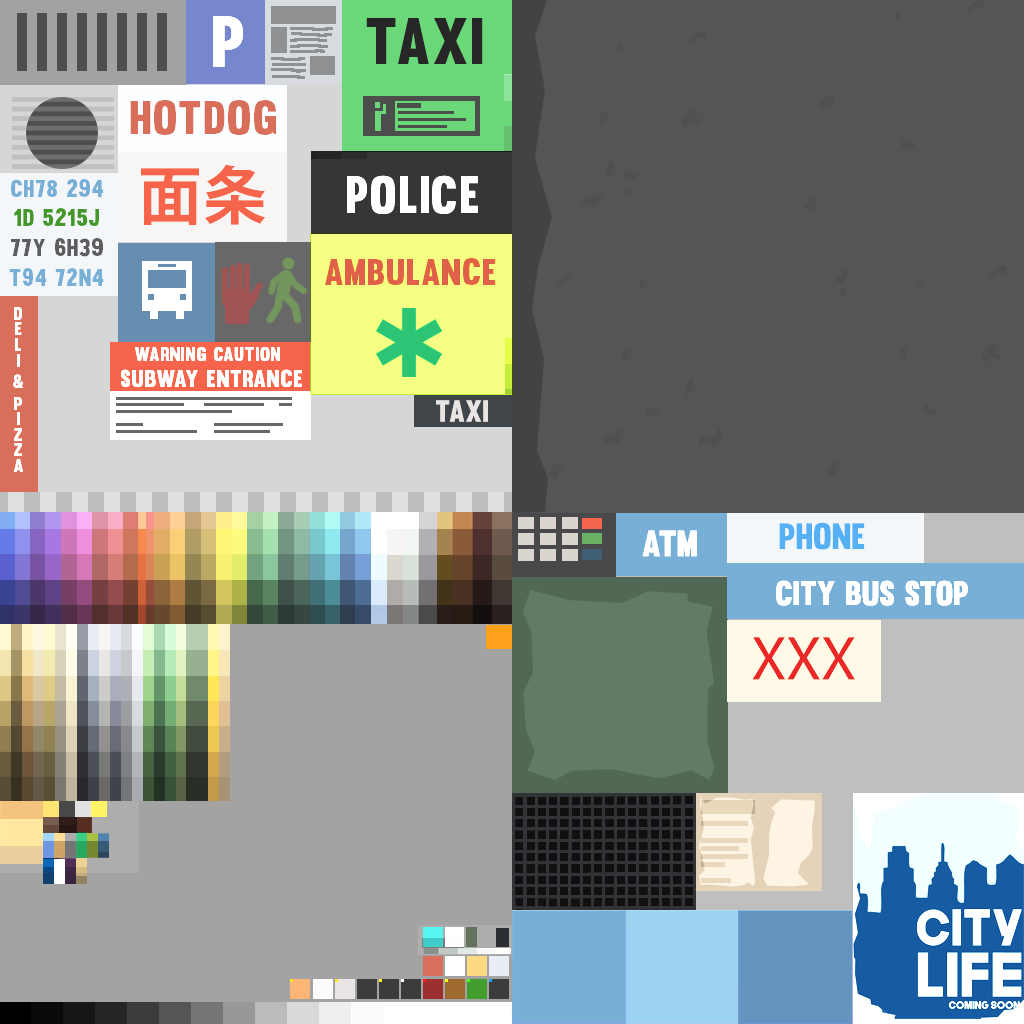 P
TAXI
HOTDOG
面条
CH78 294
1D 5215J
77Y 6H39
T94 72N4
POLICE
AMBULANCE
DELI & PIZZA
WARNING CAUTION
SUBWAY ENTRANCE
TAXI
ATM
PHONE
CITY BUS STOP
XXX
CITY
LIFE
COMING SOON